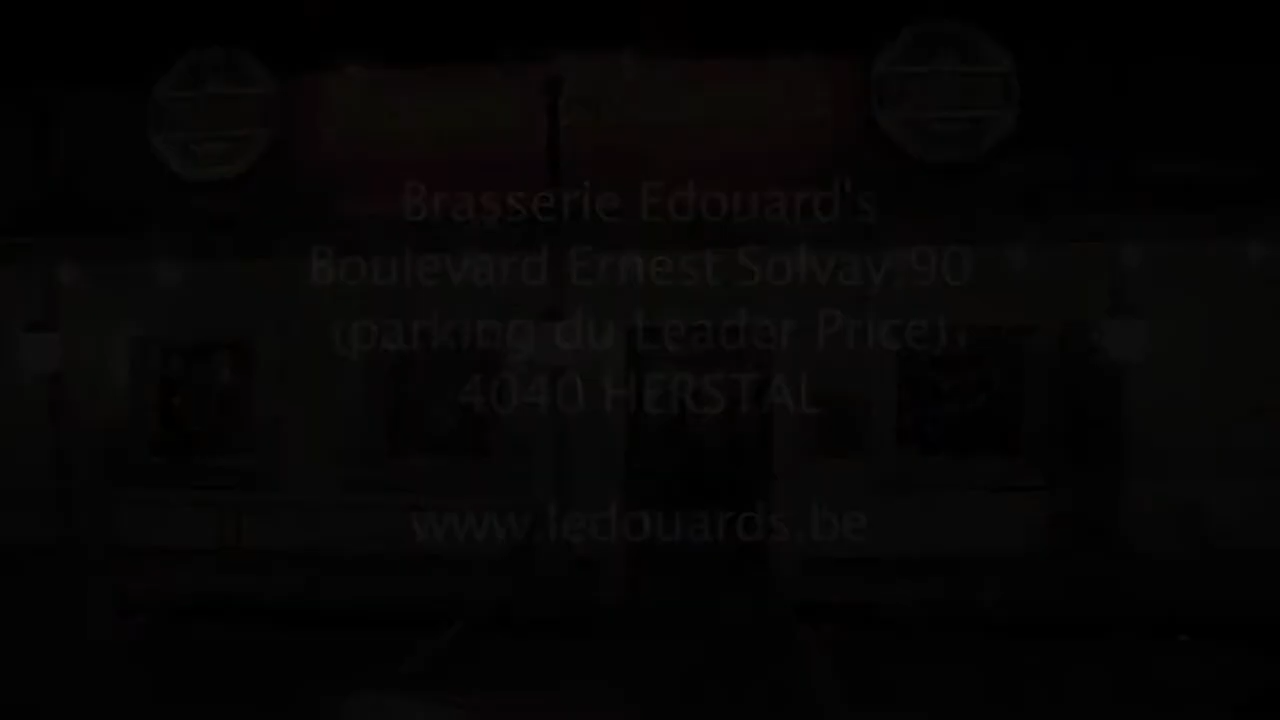 Brasserie Edouard's
Boulevard Ernest Solvay,90
(parking du Leader Price)
4040 HERSTAL
www.ledouards.be